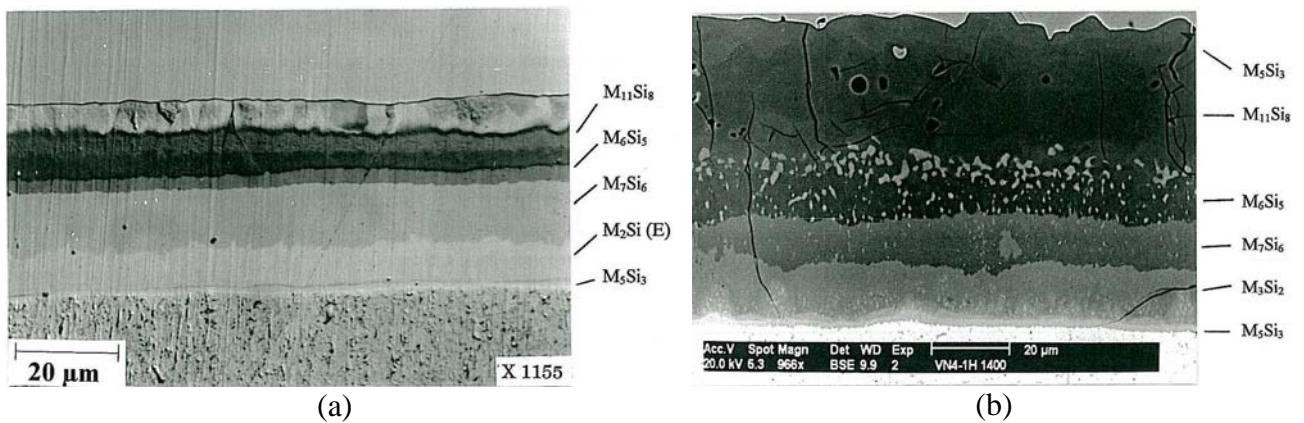 M₁₁Si₈
M₆Si₅
M₇Si₆
M₂Si (E)
M₅Si₃
20 µm
X 1155
(a)
M₅Si₃
M₁₁Si₈
M₆Si₅
M₇Si₆
M₃Si₂
M₅Si₃
Acc.V Spot Magn Det WD Exp 20 µm
20.0 kV 5.3 966x BSE 9.9 2 VN4-1H 1400
(b)